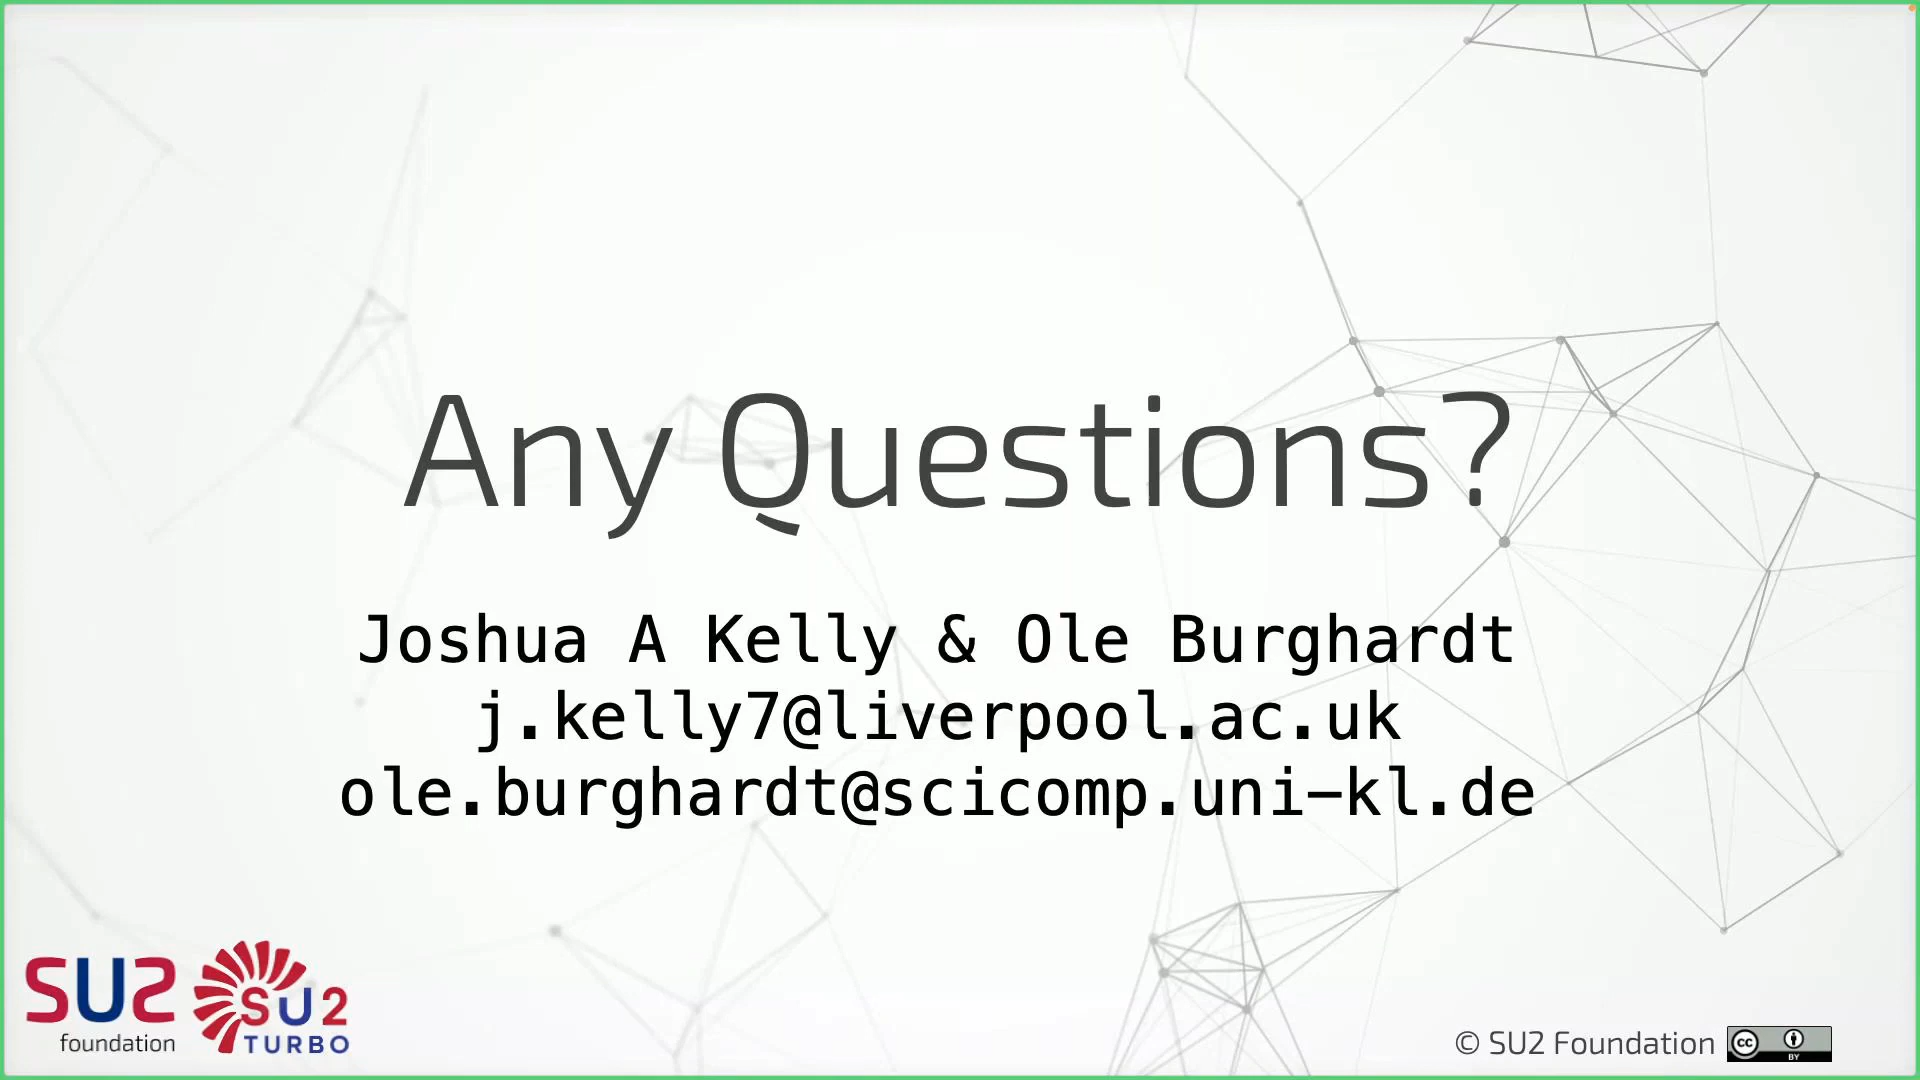 Any Questions?
Joshua A Kelly & Ole Burghardt
j.kelly7@liverpool.ac.uk
ole.burghardt@scicomp.uni-kl.de
SU2
foundation
SU2
TURBO
© SU2 Foundation
cc
BY